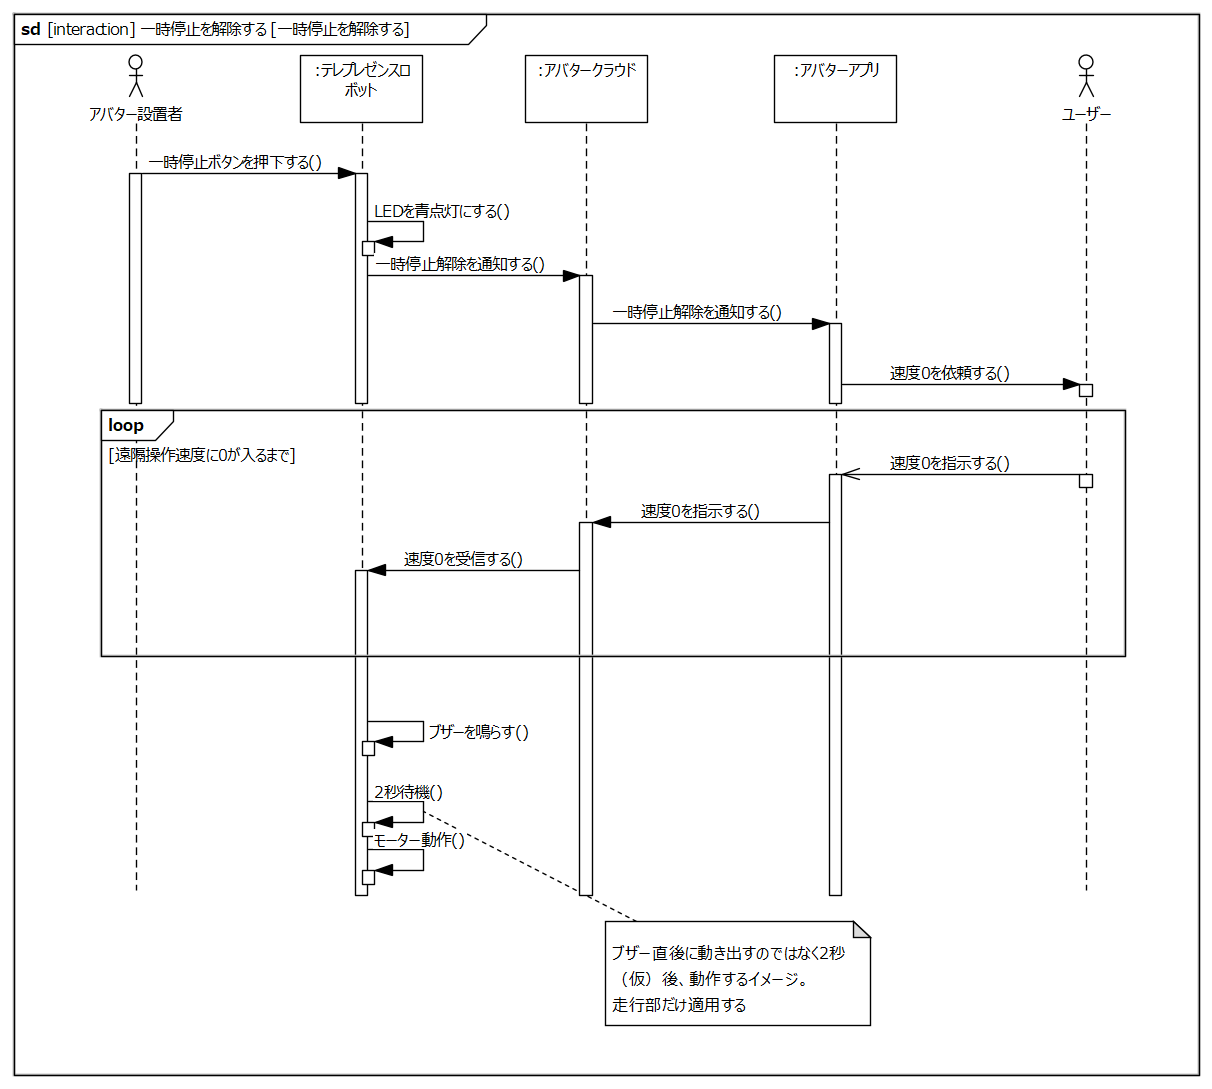 sd [interaction] 一時停止を解除する [一時停止を解除する]
アバター設置者
:テレプレゼンスロ
ボット
:アバタークラウド
:アバターアプリ
ユーザー
一時停止ボタンを押下する()
LEDを青点灯にする()
一時停止解除を通知する()
一時停止解除を通知する()
速度0を依頼する()
loop
[遠隔操作速度に0が入るまで]
速度0を指示する()
速度0を指示する()
速度0を受信する()
ブザーを鳴らす()
2秒待機()
モーター動作()
ブザー直後に動き出すのではなく2秒
（仮）後、動作するイメージ。
走行部だけ適用する